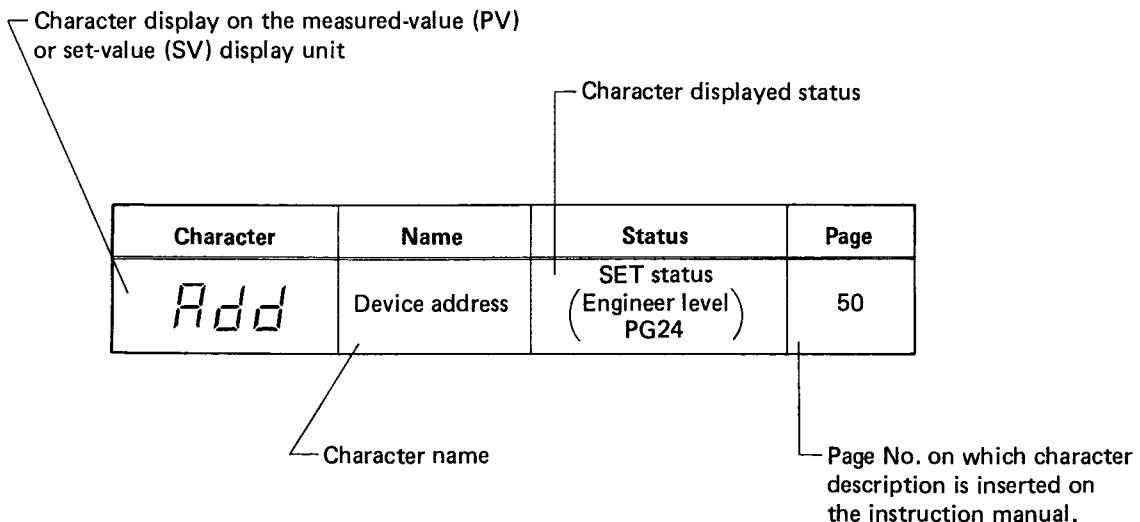 Character display on the measured-value (PV)
or set-value (SV) display unit
Character displayed status
Character Name Status Page
Add Device address SET status
(Engineer level
PG24) 50
Character name
Page No. on which character
description is inserted on
the instruction manual.